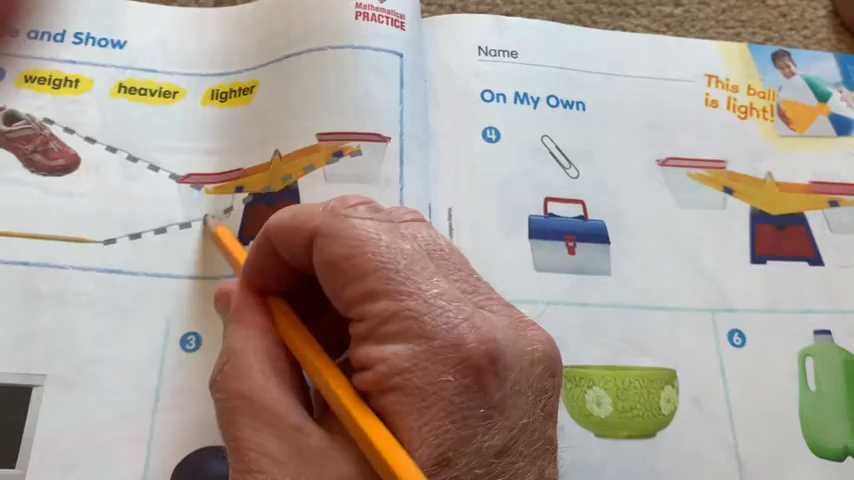 Mathematical
PRACTICE
and Show
weight heavier lighter
3
Name
On My Own
This ball
is light!
4
6